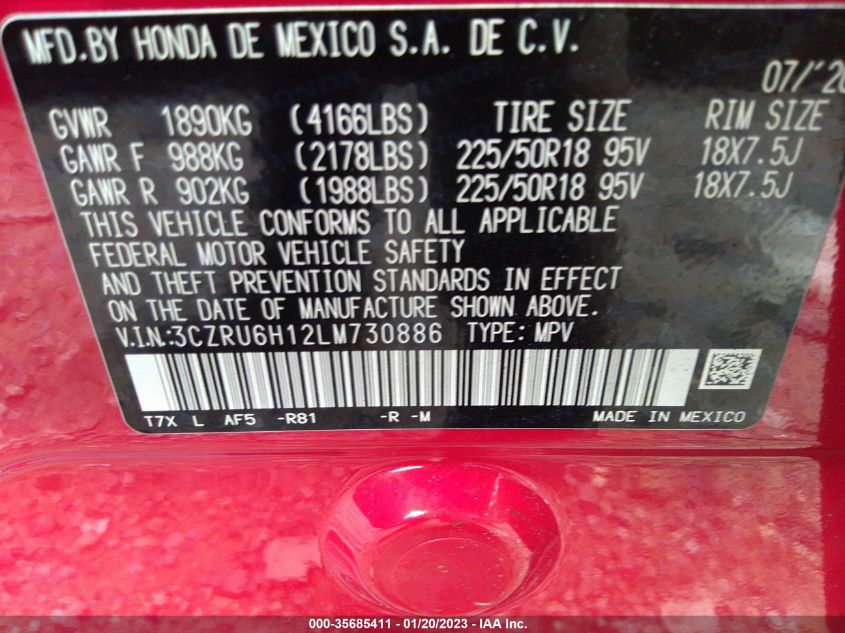 MFD.BY HONDA DE MEXICO S.A. DE C.V.
07/'20
GVWR 1890KG (4166LBS) TIRE SIZE RIM SIZE
GAWR F 988KG (2178LBS) 225/50R18 95V 18X7.5J
GAWR R 902KG (1988LBS) 225/50R18 95V 18X7.5J
THIS VEHICLE CONFORMS TO ALL APPLICABLE
FEDERAL MOTOR VEHICLE SAFETY
AND THEFT PREVENTION STANDARDS IN EFFECT
ON THE DATE OF MANUFACTURE SHOWN ABOVE.
V.I.N.:3CZRU6H12LM730886 TYPE: MPV
T7X L AF5 -R81 -R -M MADE IN MEXICO
000-35685411 - 01/20/2023 - IAA Inc.